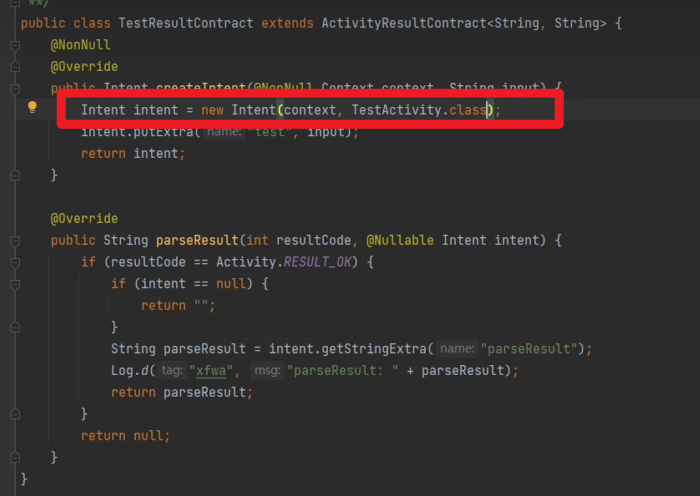 **/
public class TestResultContract extends ActivityResultContract<String, String> {
@NonNull
@Override
public Intent createIntent(@NonNull Context context, String input) {
Intent intent = new Intent(context, TestActivity.class);
intent.putExtra( name: "test", input);
return intent;
}
@Override
public String parseResult(int resultCode, @Nullable Intent intent) {
if (resultCode == Activity.RESULT_OK) {
if (intent == null) {
return "";
}
String parseResult = intent.getStringExtra( name: "parseResult");
Log.d( tag: "xfwa", msg: "parseResult: " + parseResult);
return parseResult;
}
return null;
}
}